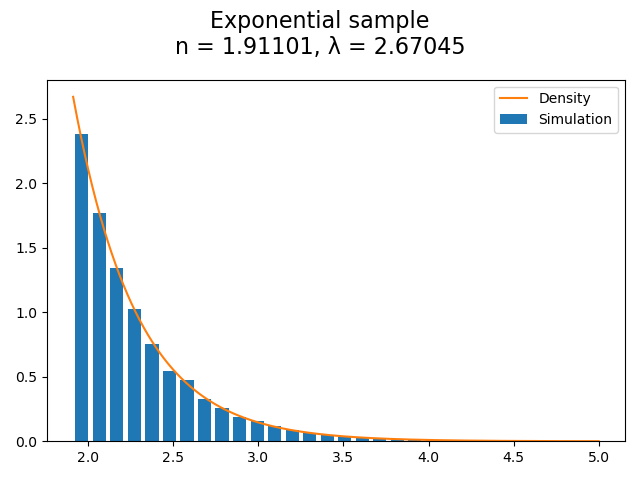 Exponential sample
n = 1.91101, λ = 2.67045
Density
Simulation
2.5
2.0
1.5
1.0
0.5
0.0
2.0 2.5 3.0 3.5 4.0 4.5 5.0